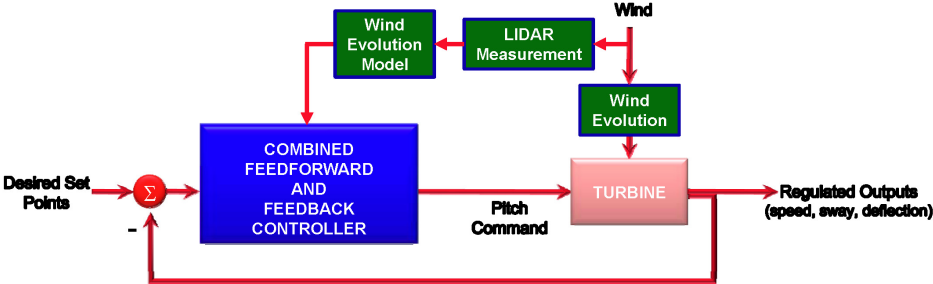 Wind
Wind
Evolution
Model
LIDAR
Measurement
Wind
Evolution
COMBINED
FEEDFORWARD
AND
FEEDBACK
CONTROLLER
Desired Set
Points
Σ
–
Pitch
Command
TURBINE
Regulated Outputs
(speed, sway, deflection)